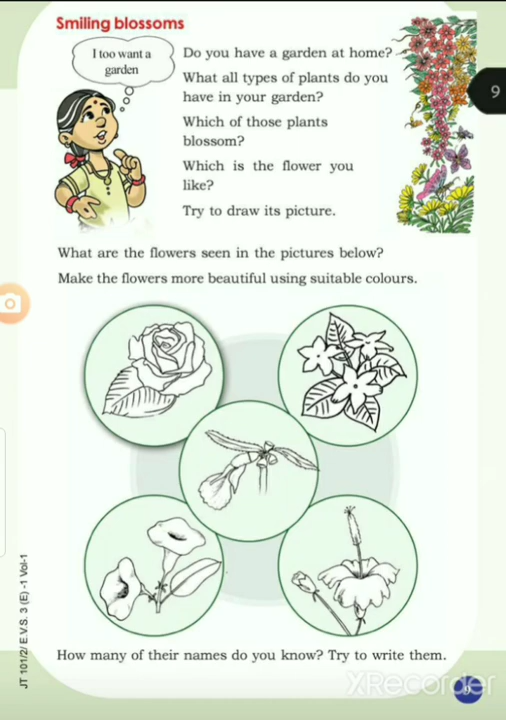 Smiling blossoms
I too want a
garden
Do you have a garden at home?
What all types of plants do you
have in your garden?
Which of those plants
blossom?
Which is the flower you
like?
Try to draw its picture.
9
What are the flowers seen in the pictures below?
Make the flowers more beautiful using suitable colours.
JT 101/2/ E.V.S. 3 (E) -1 Vol-1
How many of their names do you know? Try to write them.
XRecorder
9